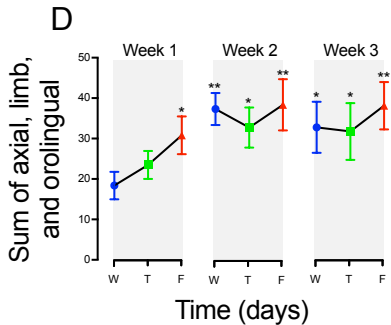 D
Week 1 Week 2 Week 3
Sum of axial, limb,
and orolingual
50
40
30
20
10
0
* ** * ** * * **
W T F W T F W T F
Time (days)